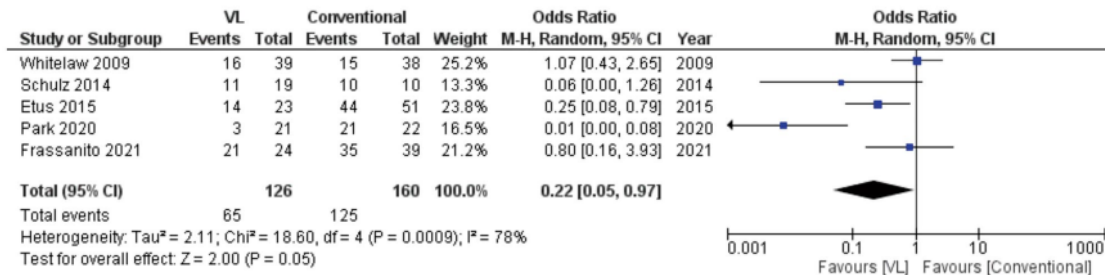 VL Conventional Odds Ratio Odds Ratio
Study or Subgroup Events Total Events Total Weight M-H, Random, 95% CI Year M-H, Random, 95% CI
Whitelaw 2009 16 39 15 38 25.2% 1.07 [0.43, 2.65] 2009
Schulz 2014 11 19 10 10 13.3% 0.06 [0.00, 1.26] 2014
Etus 2015 14 23 44 51 23.8% 0.25 [0.08, 0.79] 2015
Park 2020 3 21 21 22 16.5% 0.01 [0.00, 0.08] 2020
Frassanito 2021 21 24 35 39 21.2% 0.80 [0.16, 3.93] 2021
Total (95% CI) 126 160 100.0% 0.22 [0.05, 0.97]
Total events 65 125
Heterogeneity: Tau² = 2.11; Chi² = 18.60, df = 4 (P = 0.0009); I² = 78%
Test for overall effect: Z = 2.00 (P = 0.05)
0.001 0.1 1 10 1000
Favours [VL] Favours [Conventional]